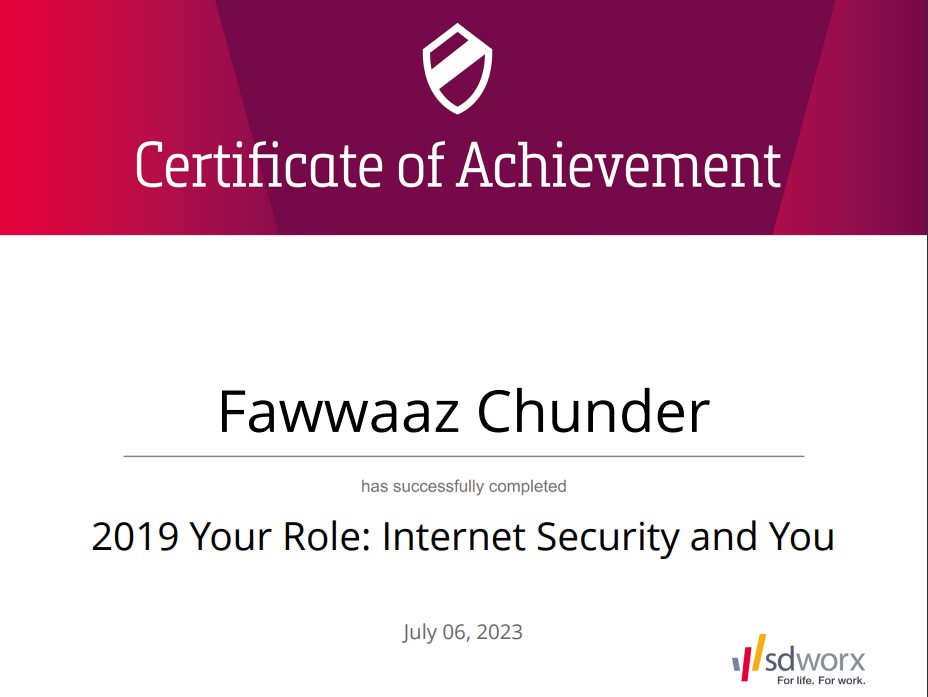 Certificate of Achievement
Fawwaaz Chunder
has successfully completed
2019 Your Role: Internet Security and You
July 06, 2023
sdworx
For life. For work.